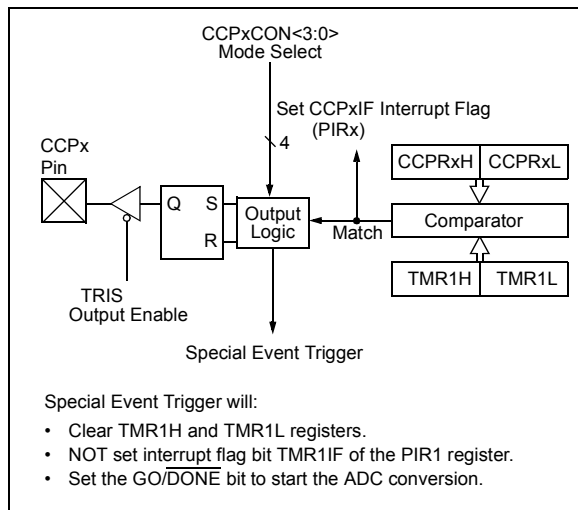 CCPxCON<3:0>
Mode Select
Set CCPxIF Interrupt Flag
(PIRx)
4
CCPx
Pin
CCPRxH CCPRxL
Q S
R
Output
Logic
Match
Comparator
TRIS
Output Enable
TMR1H TMR1L
Special Event Trigger
Special Event Trigger will:
• Clear TMR1H and TMR1L registers.
• NOT set interrupt flag bit TMR1IF of the PIR1 register.
• Set the GO/DONE bit to start the ADC conversion.